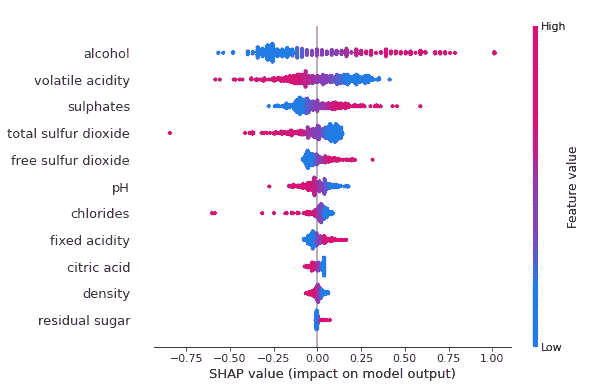 High
alcohol
volatile acidity
sulphates
total sulfur dioxide
free sulfur dioxide
pH
chlorides
fixed acidity
citric acid
density
residual sugar
Feature value
Low
−0.75 −0.50 −0.25 0.00 0.25 0.50 0.75 1.00
SHAP value (impact on model output)